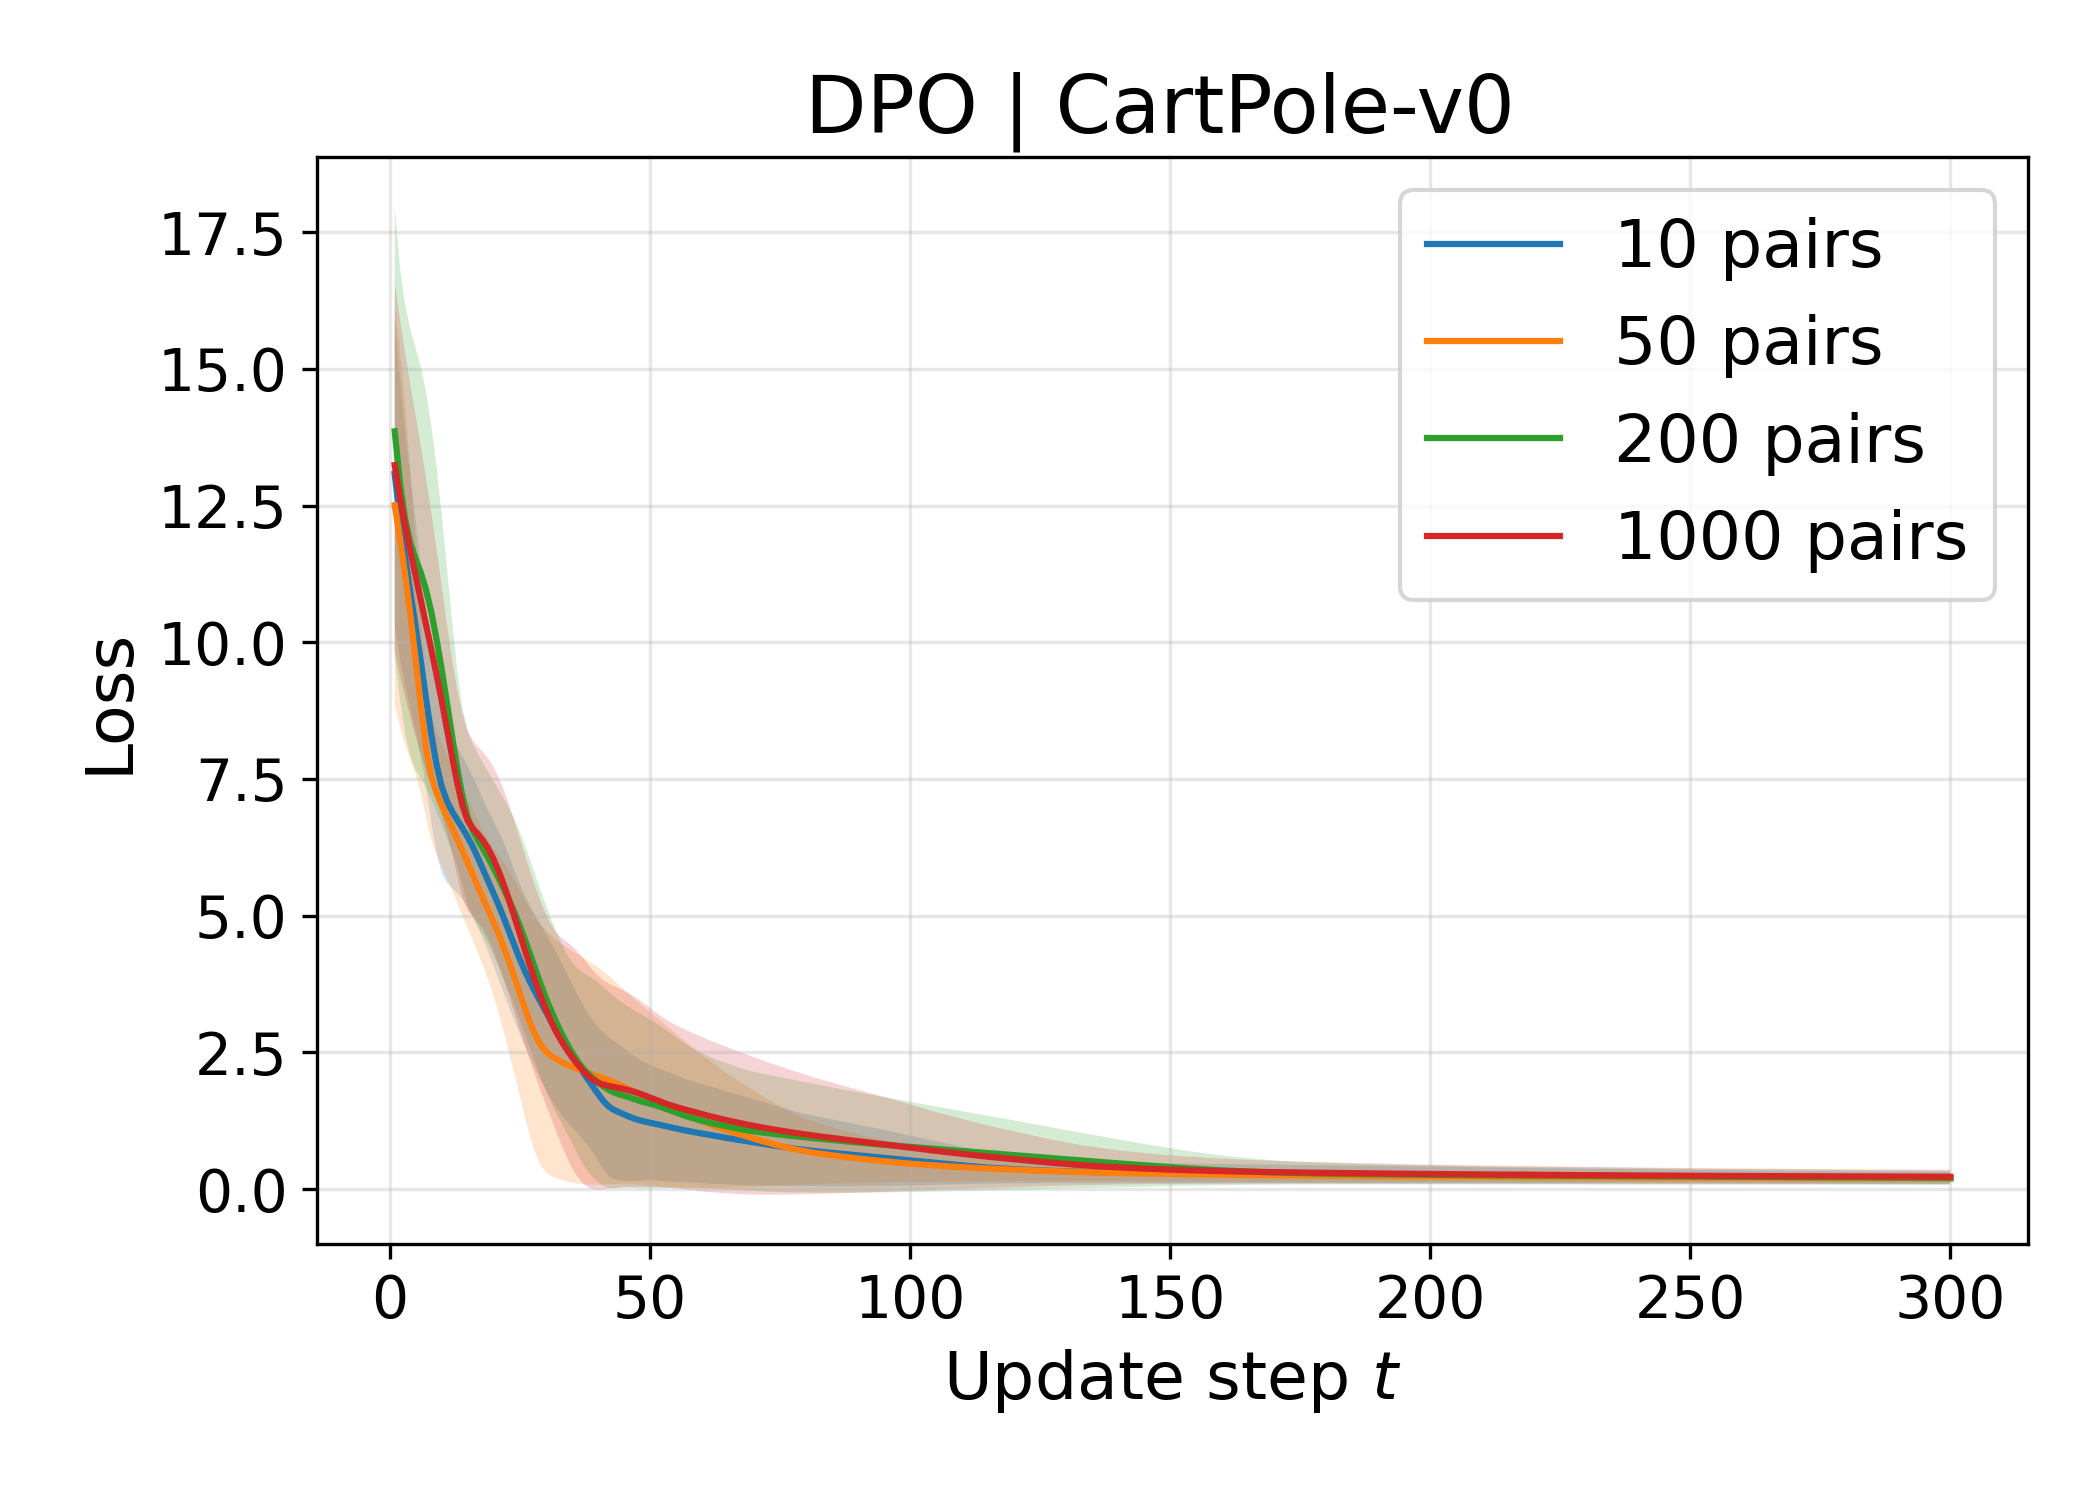 DPO | CartPole-v0
17.5
15.0
12.5
10.0
7.5
5.0
2.5
0.0
Loss
10 pairs
50 pairs
200 pairs
1000 pairs
0 50 100 150 200 250 300
Update step t